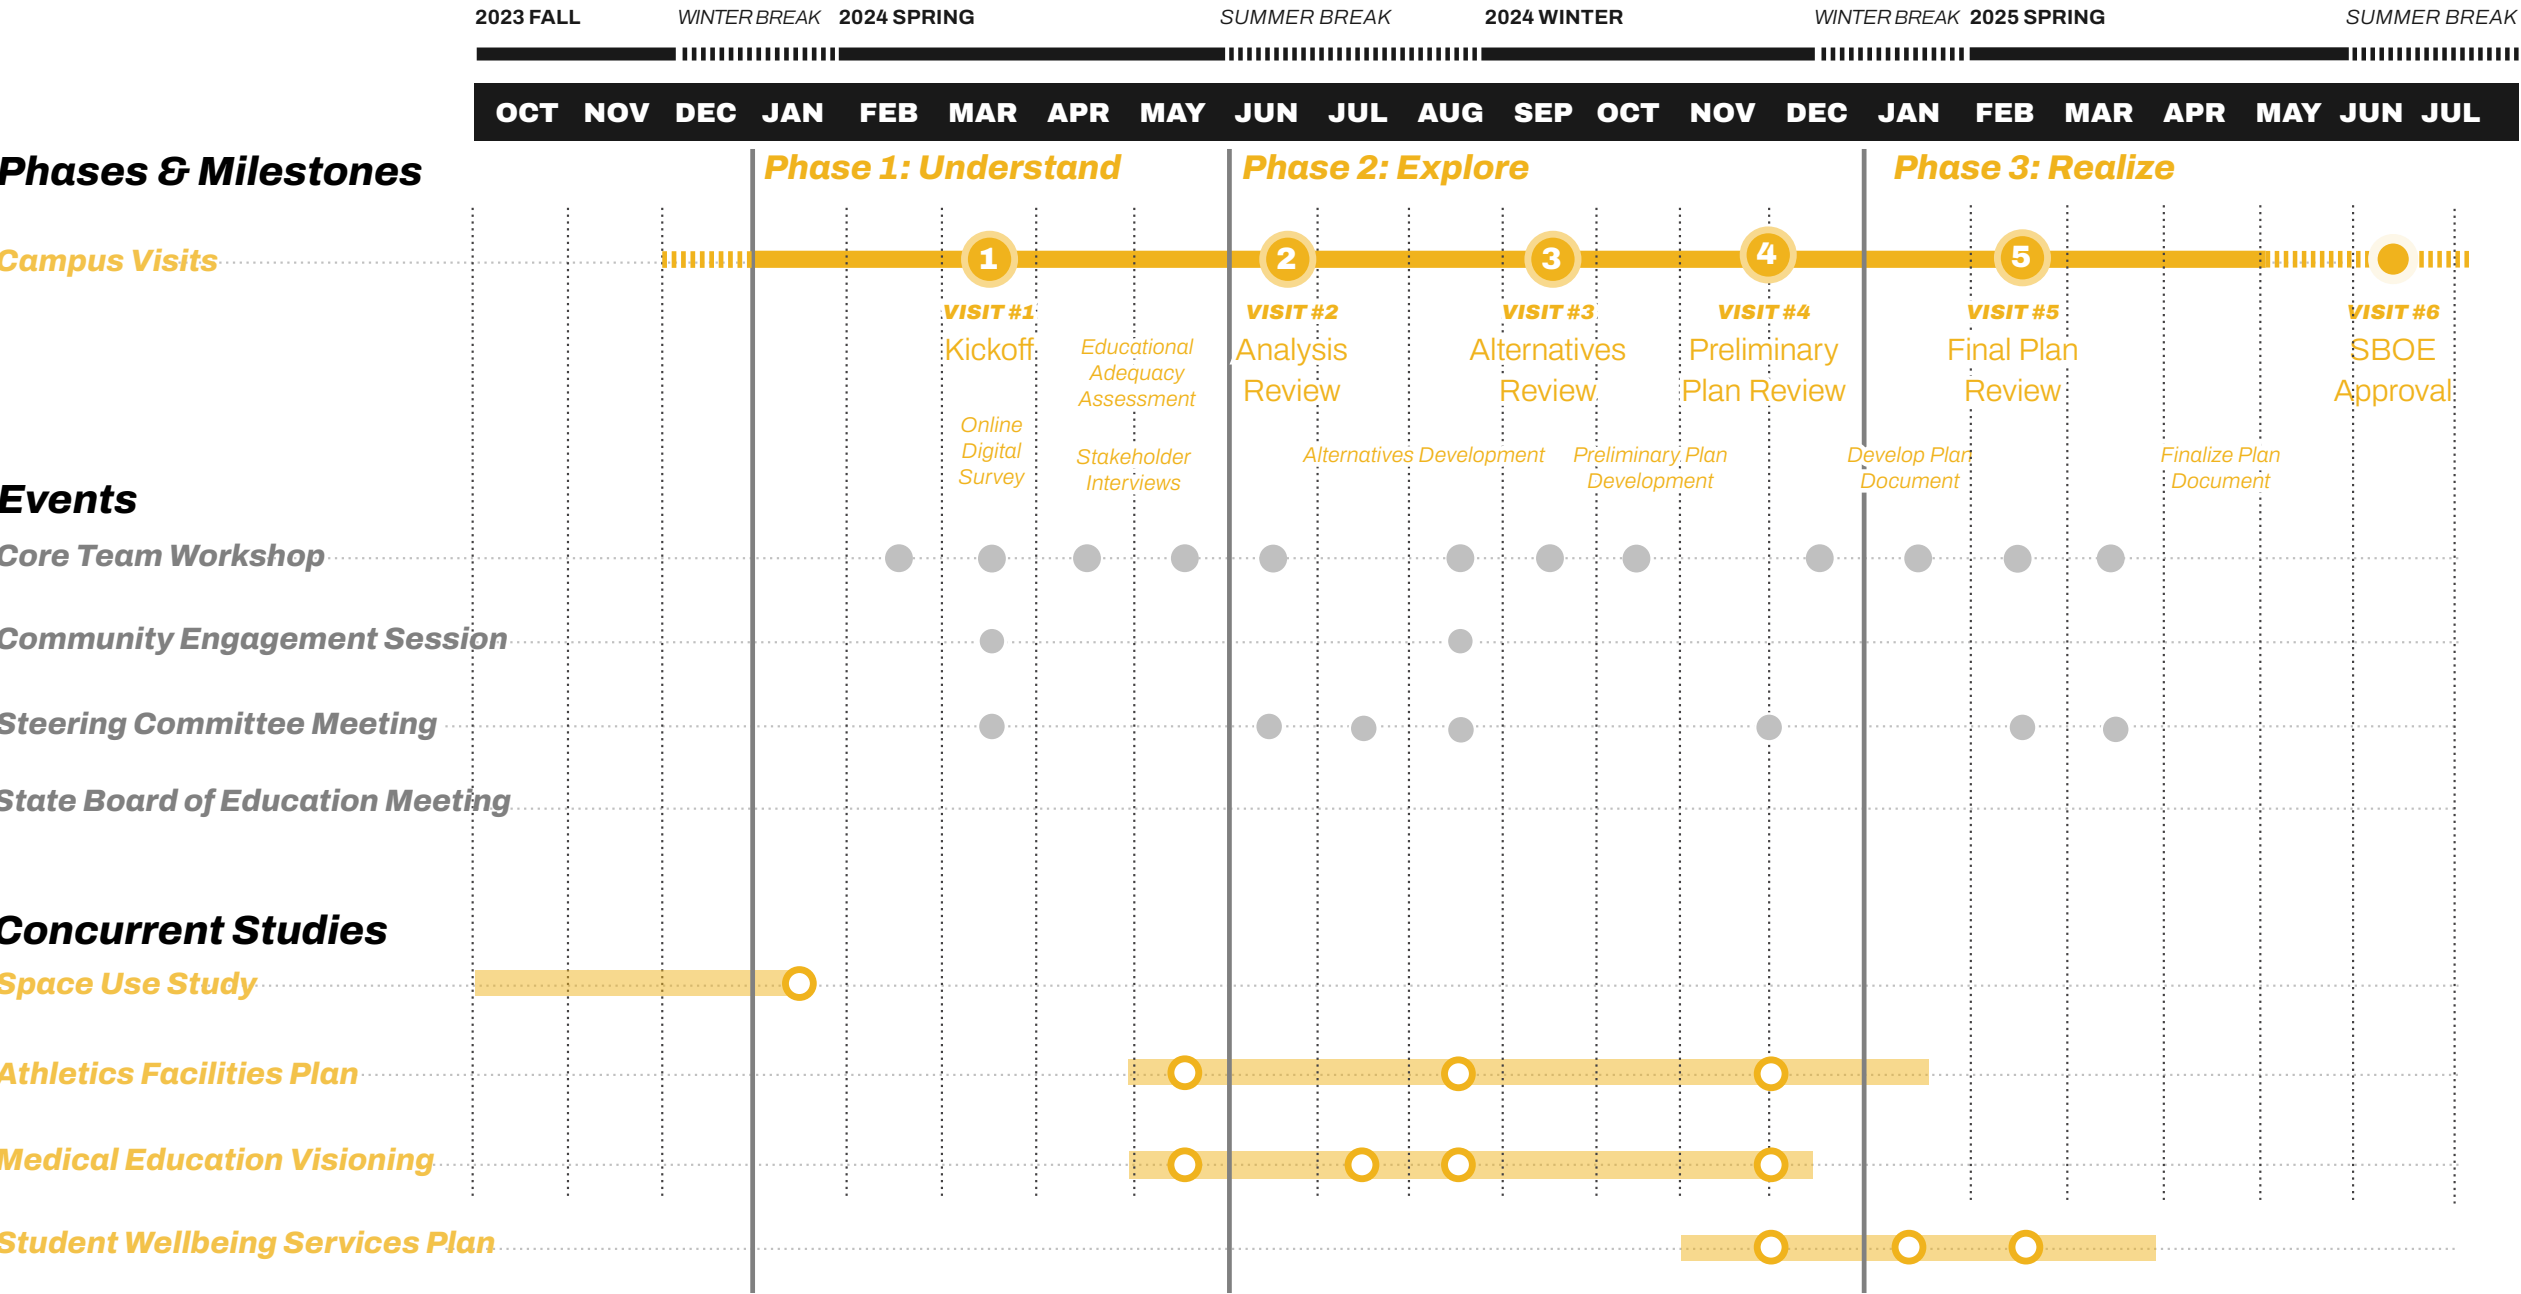 2023 FALL WINTER BREAK 2024 SPRING SUMMER BREAK 2024 WINTER WINTER BREAK 2025 SPRING SUMMER BREAK
OCT NOV DEC JAN FEB MAR APR MAY JUN JUL AUG SEP OCT NOV DEC JAN FEB MAR APR MAY JUN JUL
Phases & Milestones
Phase 1: Understand
Phase 2: Explore
Phase 3: Realize
Campus Visits
1 2 3 4 5
VISIT #1
Kickoff
Online
Digital
Survey
Educational
Adequacy
Assessment
Stakeholder
Interviews
VISIT #2
Analysis
Review
Alternatives Development
VISIT #3
Alternatives
Review
Preliminary Plan
Development
VISIT #4
Preliminary
Plan Review
Develop Plan
Document
VISIT #5
Final Plan
Review
Finalize Plan
Document
VISIT #6
SBOE
Approval
Events
Core Team Workshop
Community Engagement Session
Steering Committee Meeting
State Board of Education Meeting
Concurrent Studies
Space Use Study
Athletics Facilities Plan
Medical Education Visioning
Student Wellbeing Services Plan